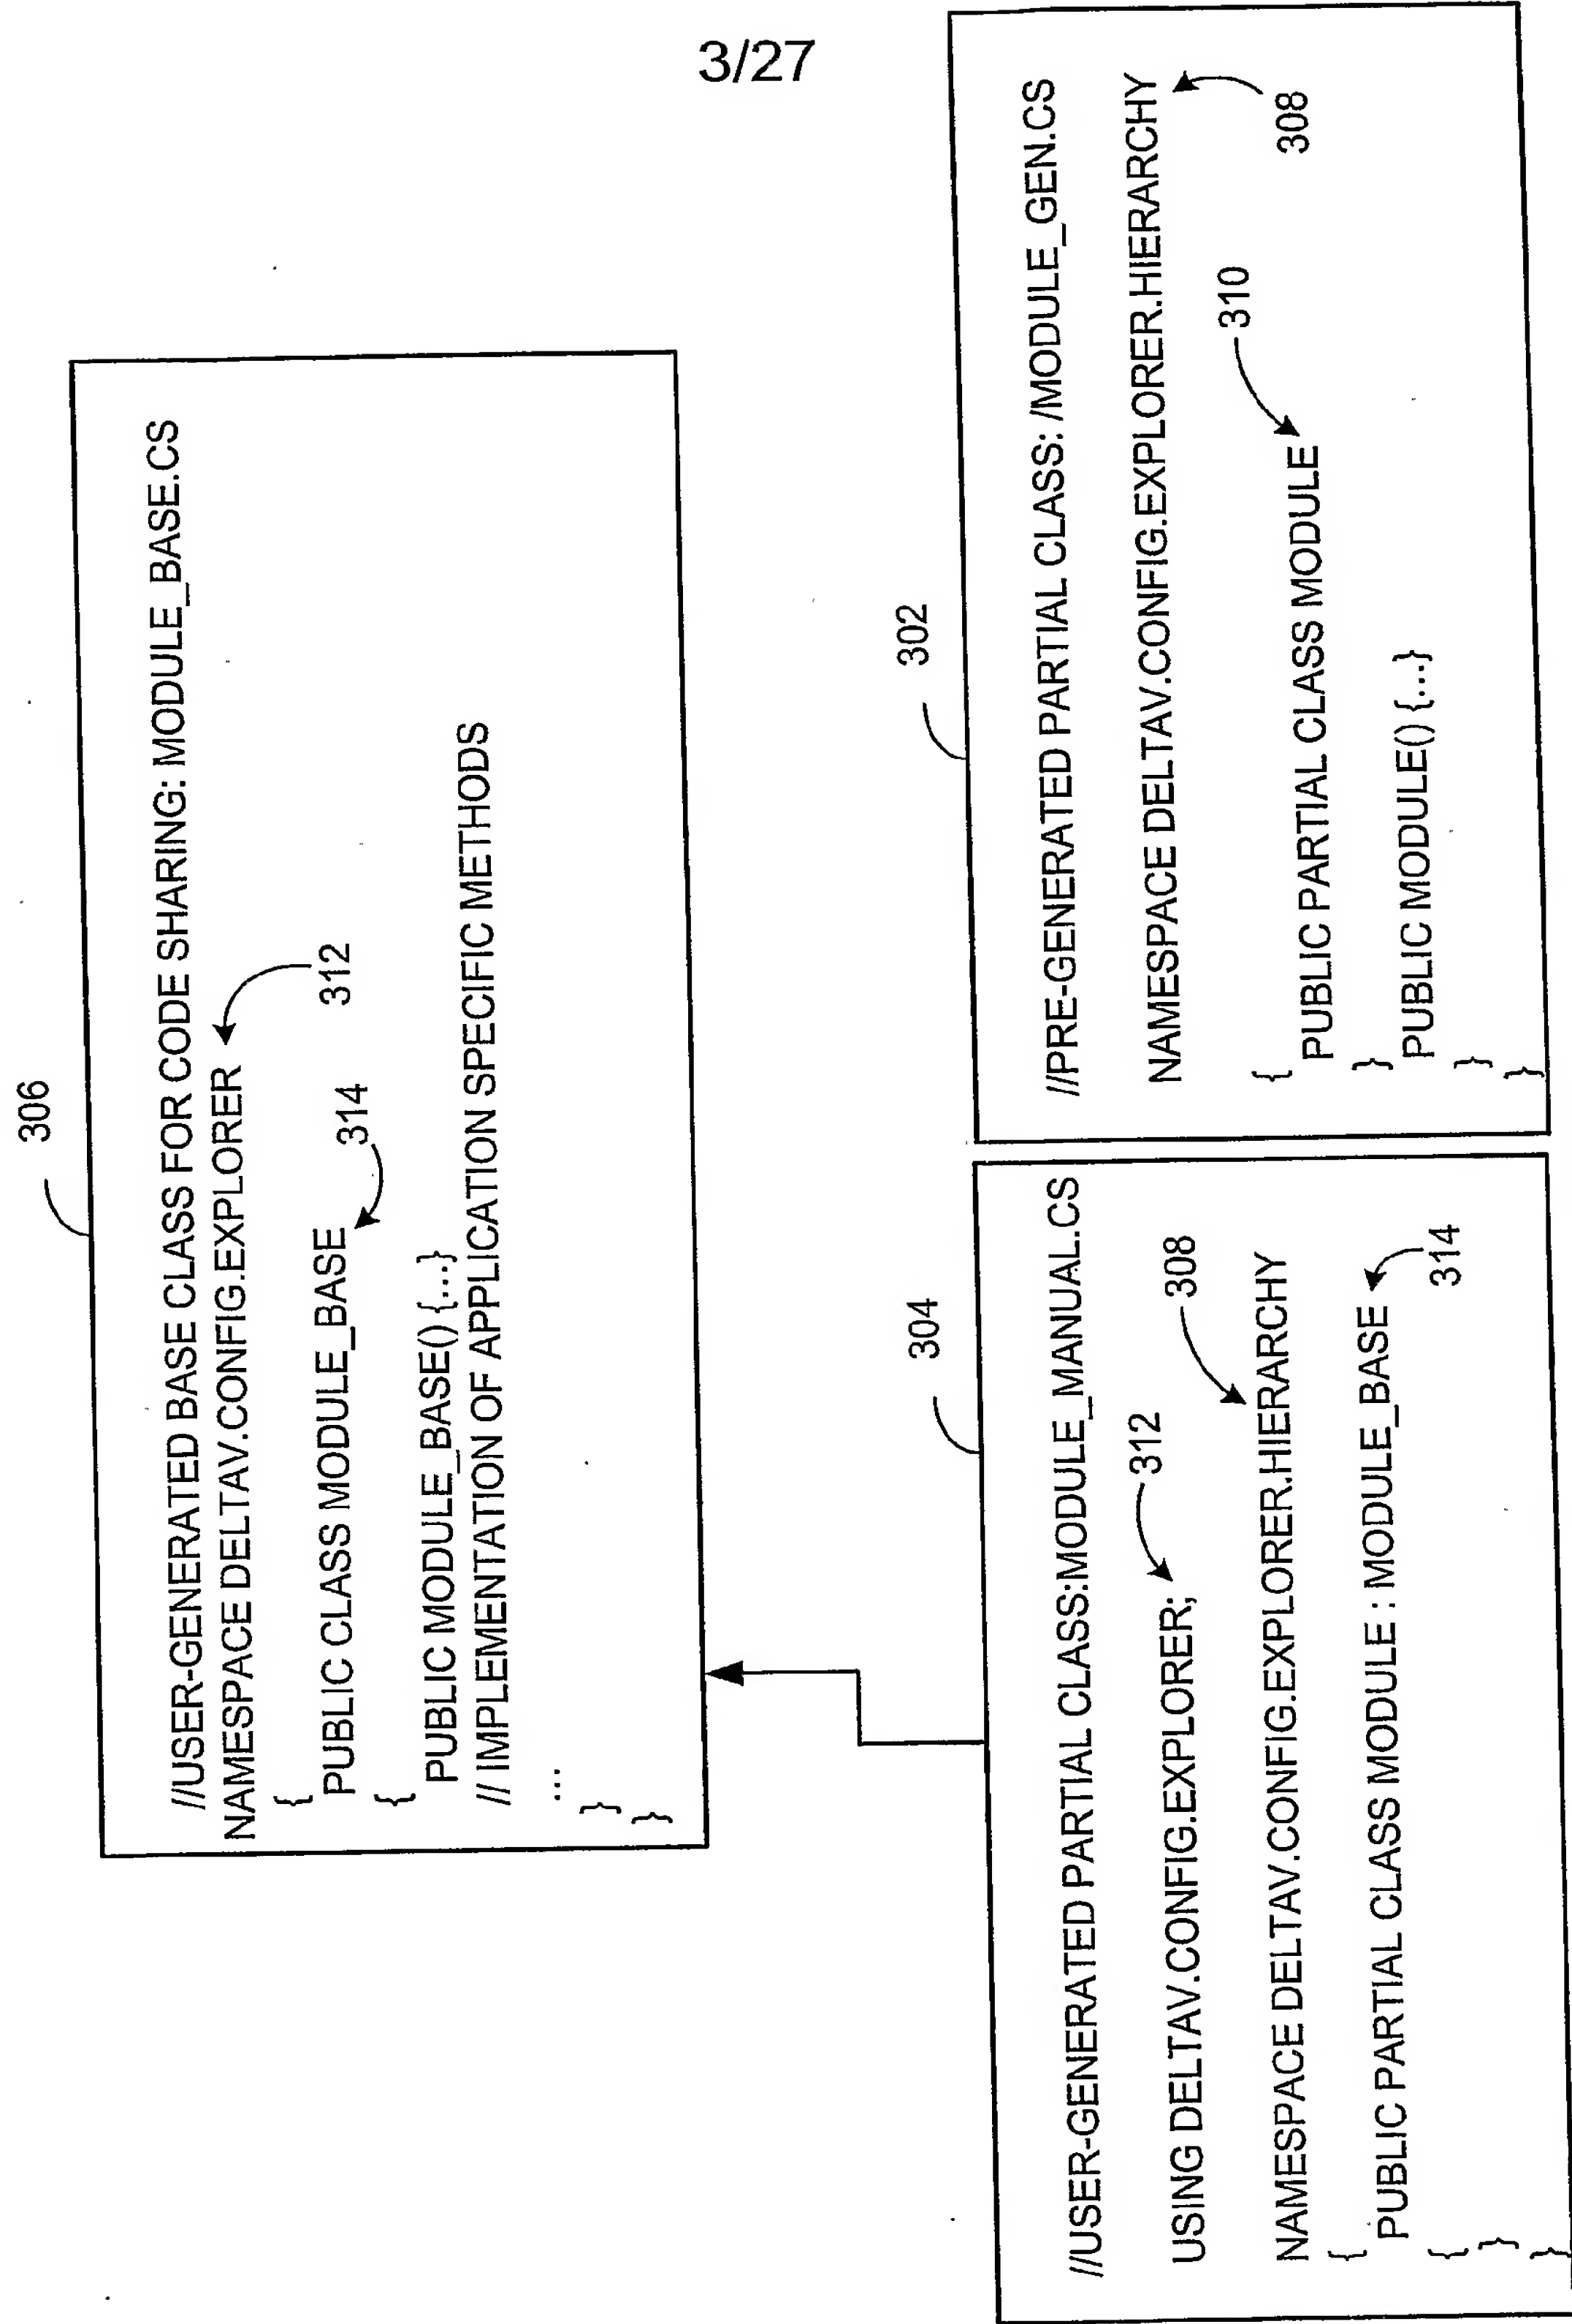 3/27
306
//USER-GENERATED BASE CLASS FOR CODE SHARING: MODULE_BASE.CS
NAMESPACE DELTAV.CONFIG.EXPLORER
312
{
PUBLIC CLASS MODULE_BASE
314
{
PUBLIC MODULE_BASE() {...}
// IMPLEMENTATION OF APPLICATION SPECIFIC METHODS
...
}
}
304
//USER-GENERATED PARTIAL CLASS:MODULE_MANUAL.CS
312
USING DELTAV.CONFIG.EXPLORER;
308
NAMESPACE DELTAV.CONFIG.EXPLORER.HIERARCHY
{
PUBLIC PARTIAL CLASS MODULE : MODULE_BASE
314
{
}
}
302
//PRE-GENERATED PARTIAL CLASS: /MODULE_GEN.CS
NAMESPACE DELTAV.CONFIG.EXPLORER.HIERARCHY
308
310
{
PUBLIC PARTIAL CLASS MODULE
}
PUBLIC MODULE() {...}
}
}